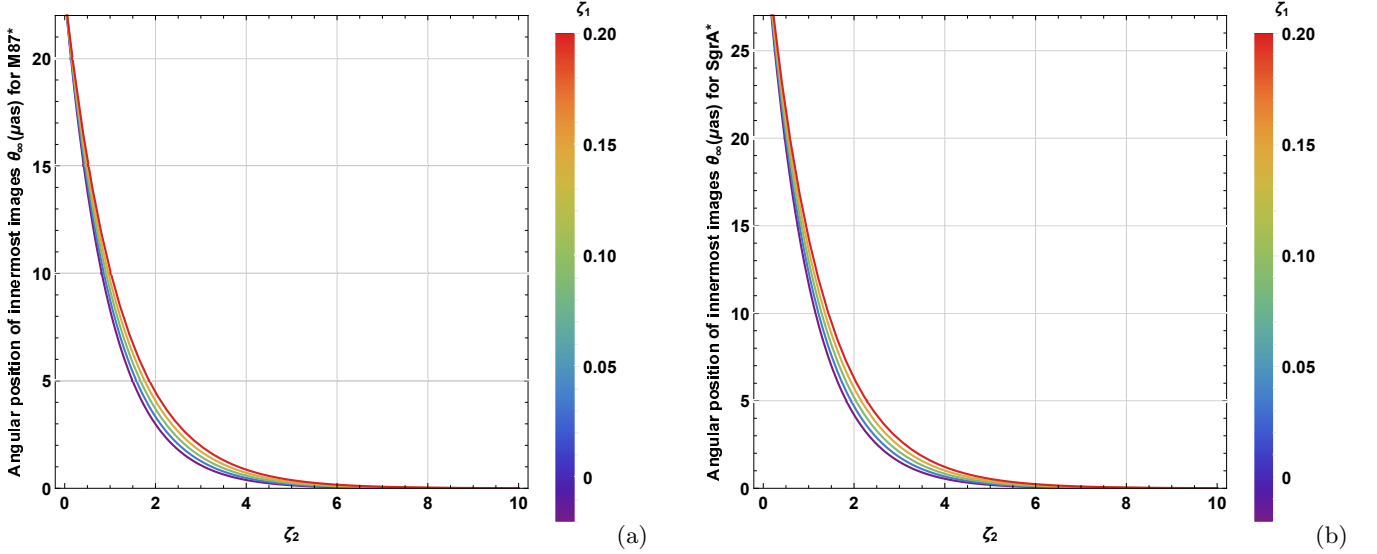 Angular position of innermost images θ∞(μas) for M87*
20
15
10
5
0
0 2 4 6 8 10
ζ2
ζ1
0.20
0.15
0.10
0.05
0
(a)
Angular position of innermost images θ∞(μas) for SgrA*
25
20
15
10
5
0
0 2 4 6 8 10
ζ2
ζ1
0.20
0.15
0.10
0.05
0
(b)